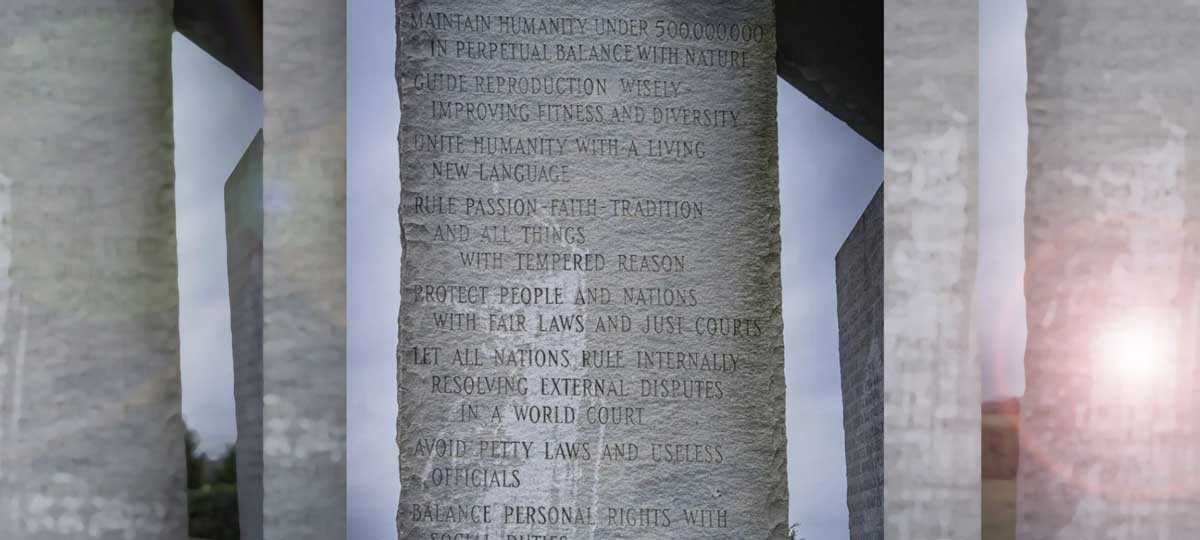 MAINTAIN HUMANITY UNDER 500,000,000
IN PERPETUAL BALANCE WITH NATURE
GUIDE REPRODUCTION WISELY-
IMPROVING FITNESS AND DIVERSITY
UNITE HUMANITY WITH A LIVING
NEW LANGUAGE
RULE PASSION-FAITH-TRADITION
AND ALL THINGS
WITH TEMPERED REASON
PROTECT PEOPLE AND NATIONS
WITH FAIR LAWS AND JUST COURTS
LET ALL NATIONS RULE INTERNALLY
RESOLVING EXTERNAL DISPUTES
IN A WORLD COURT
AVOID PETTY LAWS AND USELESS
OFFICIALS
BALANCE PERSONAL RIGHTS WITH
SOCIAL DUTIES